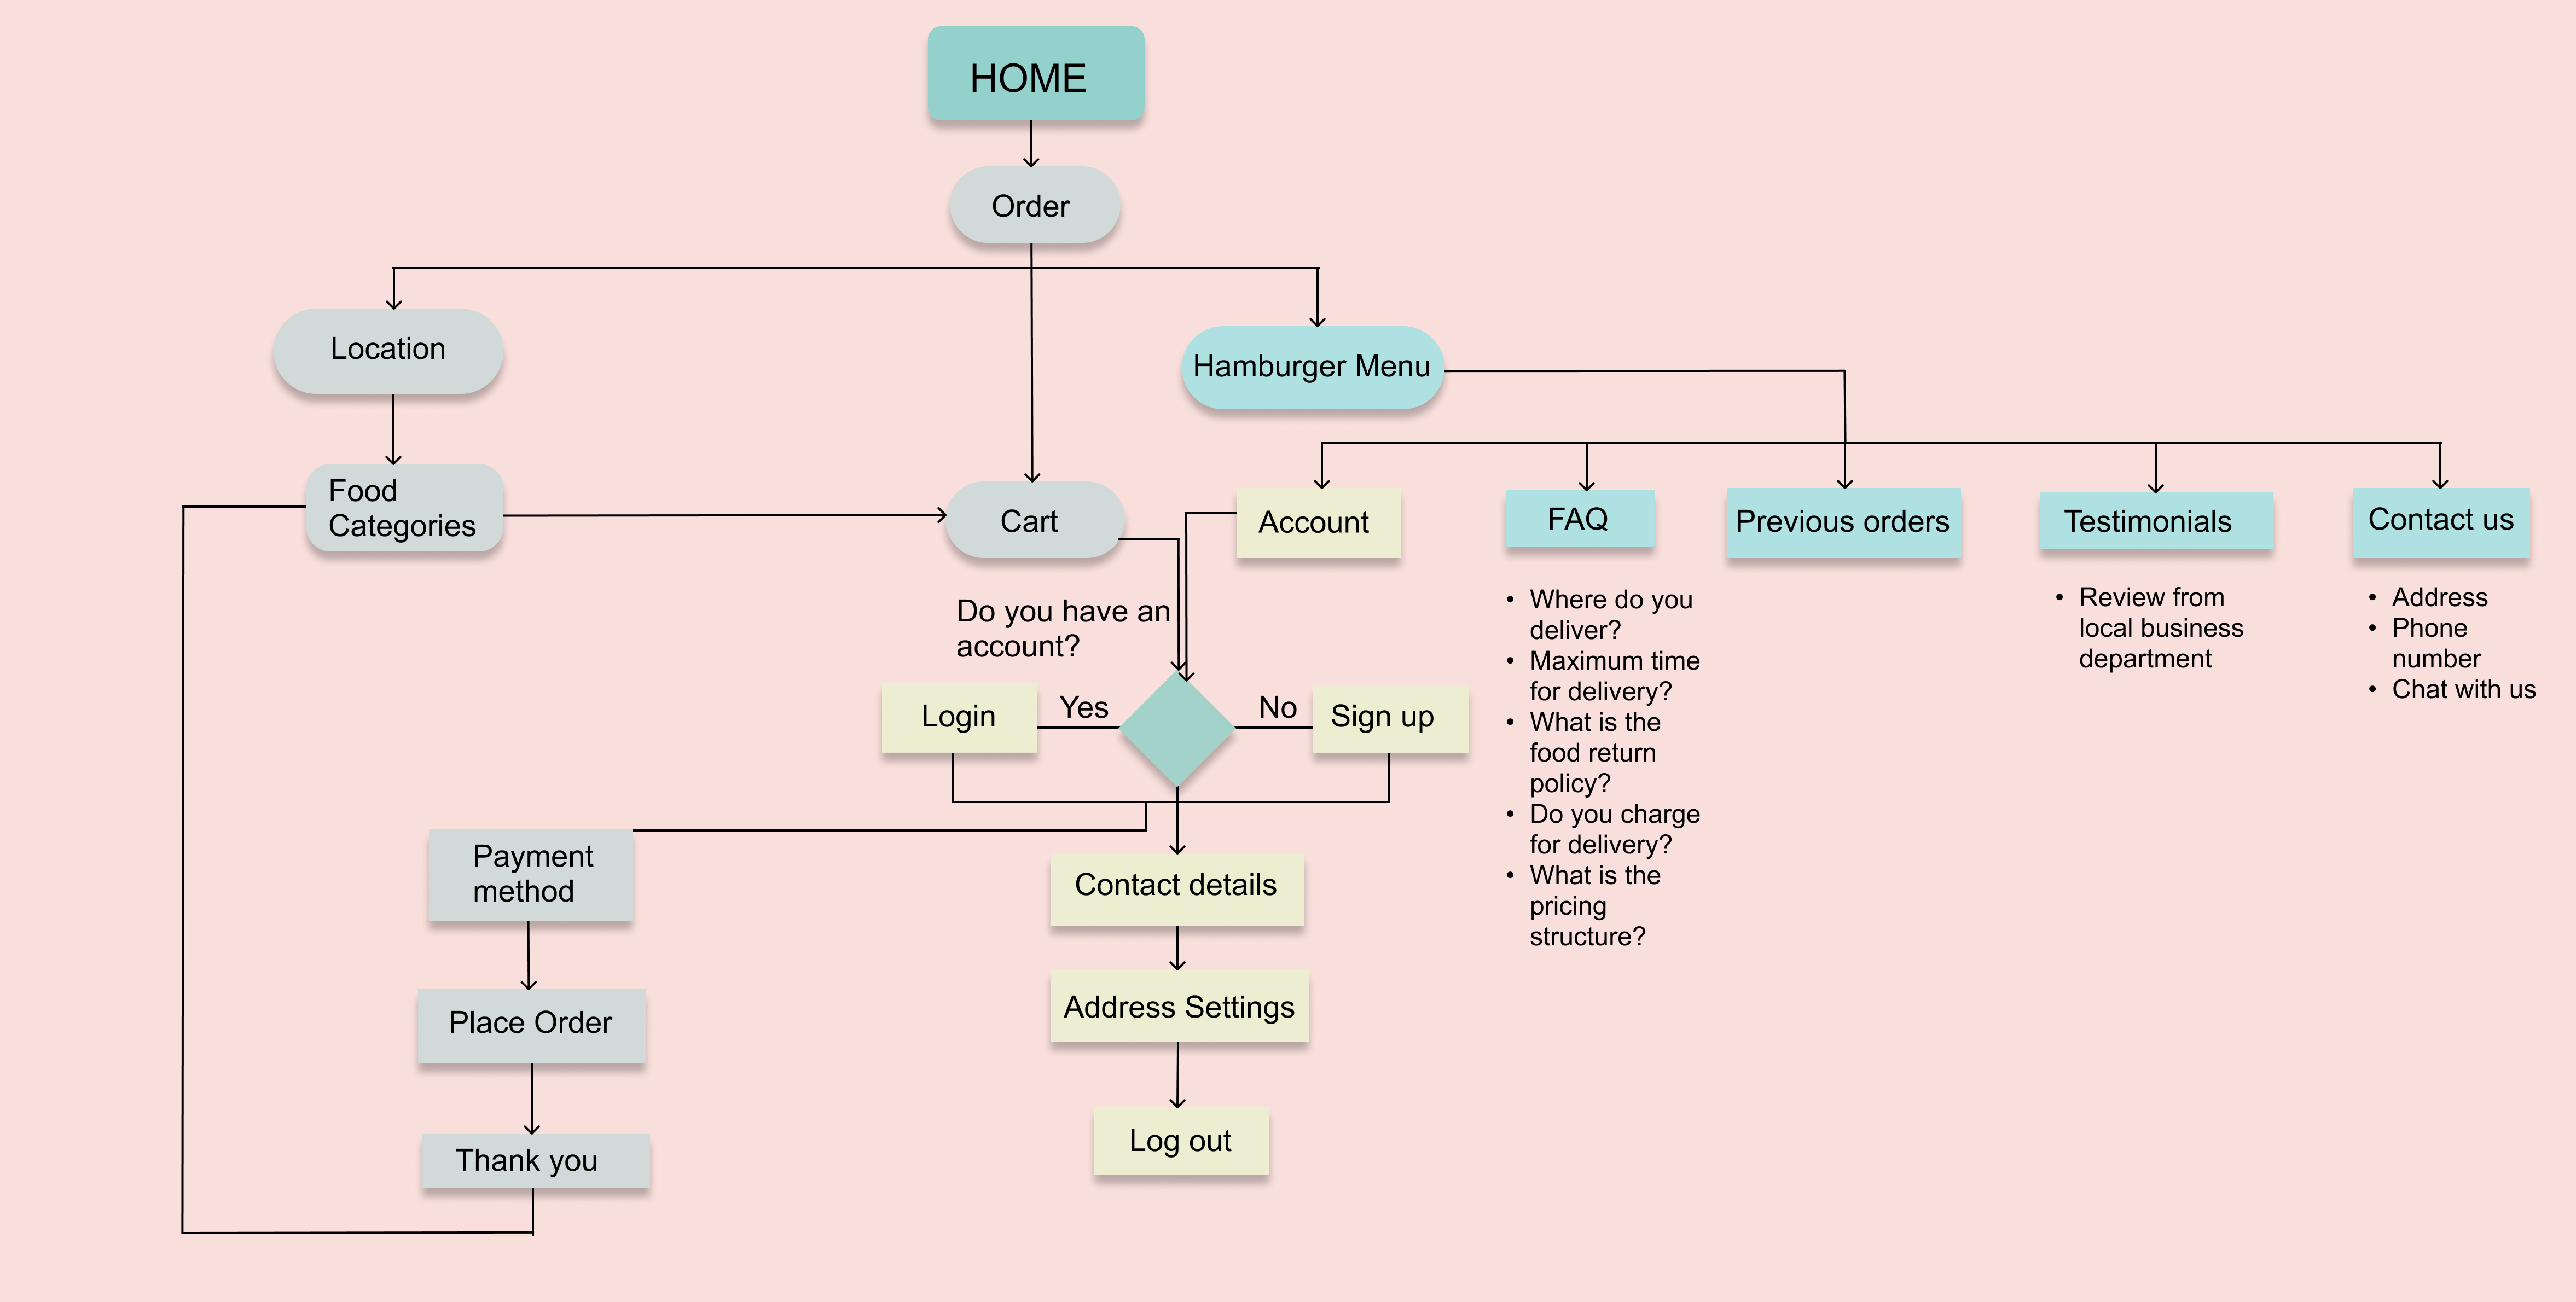 HOME
Order
Location
Hamburger Menu
Food
Categories
Cart
Account
FAQ
Previous orders
Testimonials
Contact us
Do you have an
account?
Login
Yes
No
Sign up
• Where do you
deliver?
• Maximum time
for delivery?
• What is the
food return
policy?
• Do you charge
for delivery?
• What is the
pricing
structure?
• Review from
local business
department
• Address
• Phone
number
• Chat with us
Payment
method
Contact details
Place Order
Address Settings
Thank you
Log out